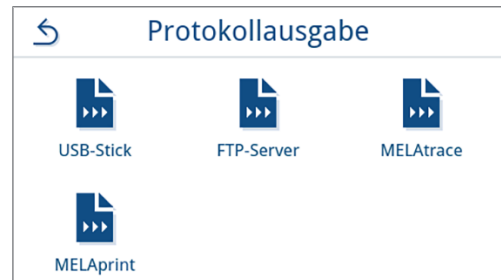 Protokollausgabe
USB-Stick
FTP-Server
MELAtrace
MELAprint